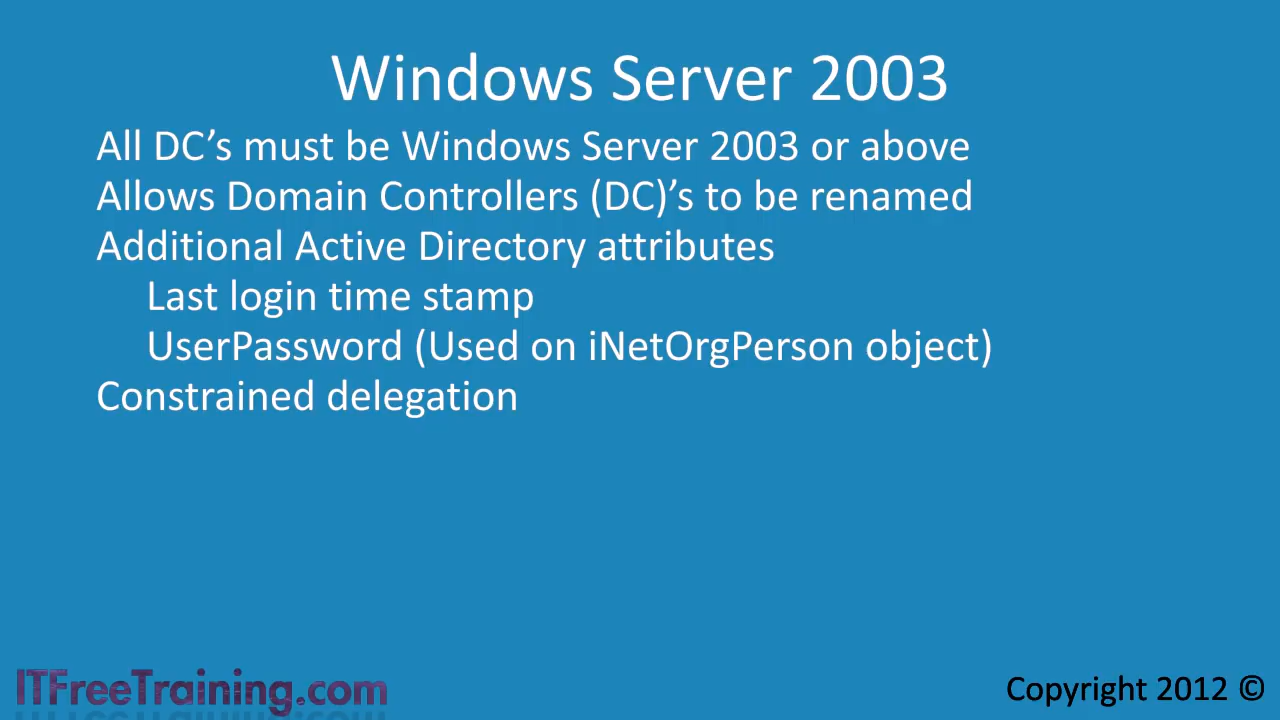 Windows Server 2003
All DC’s must be Windows Server 2003 or above
Allows Domain Controllers (DC)’s to be renamed
Additional Active Directory attributes
Last login time stamp
UserPassword (Used on iNetOrgPerson object)
Constrained delegation
ITFreeTraining.com
Copyright 2012 ©